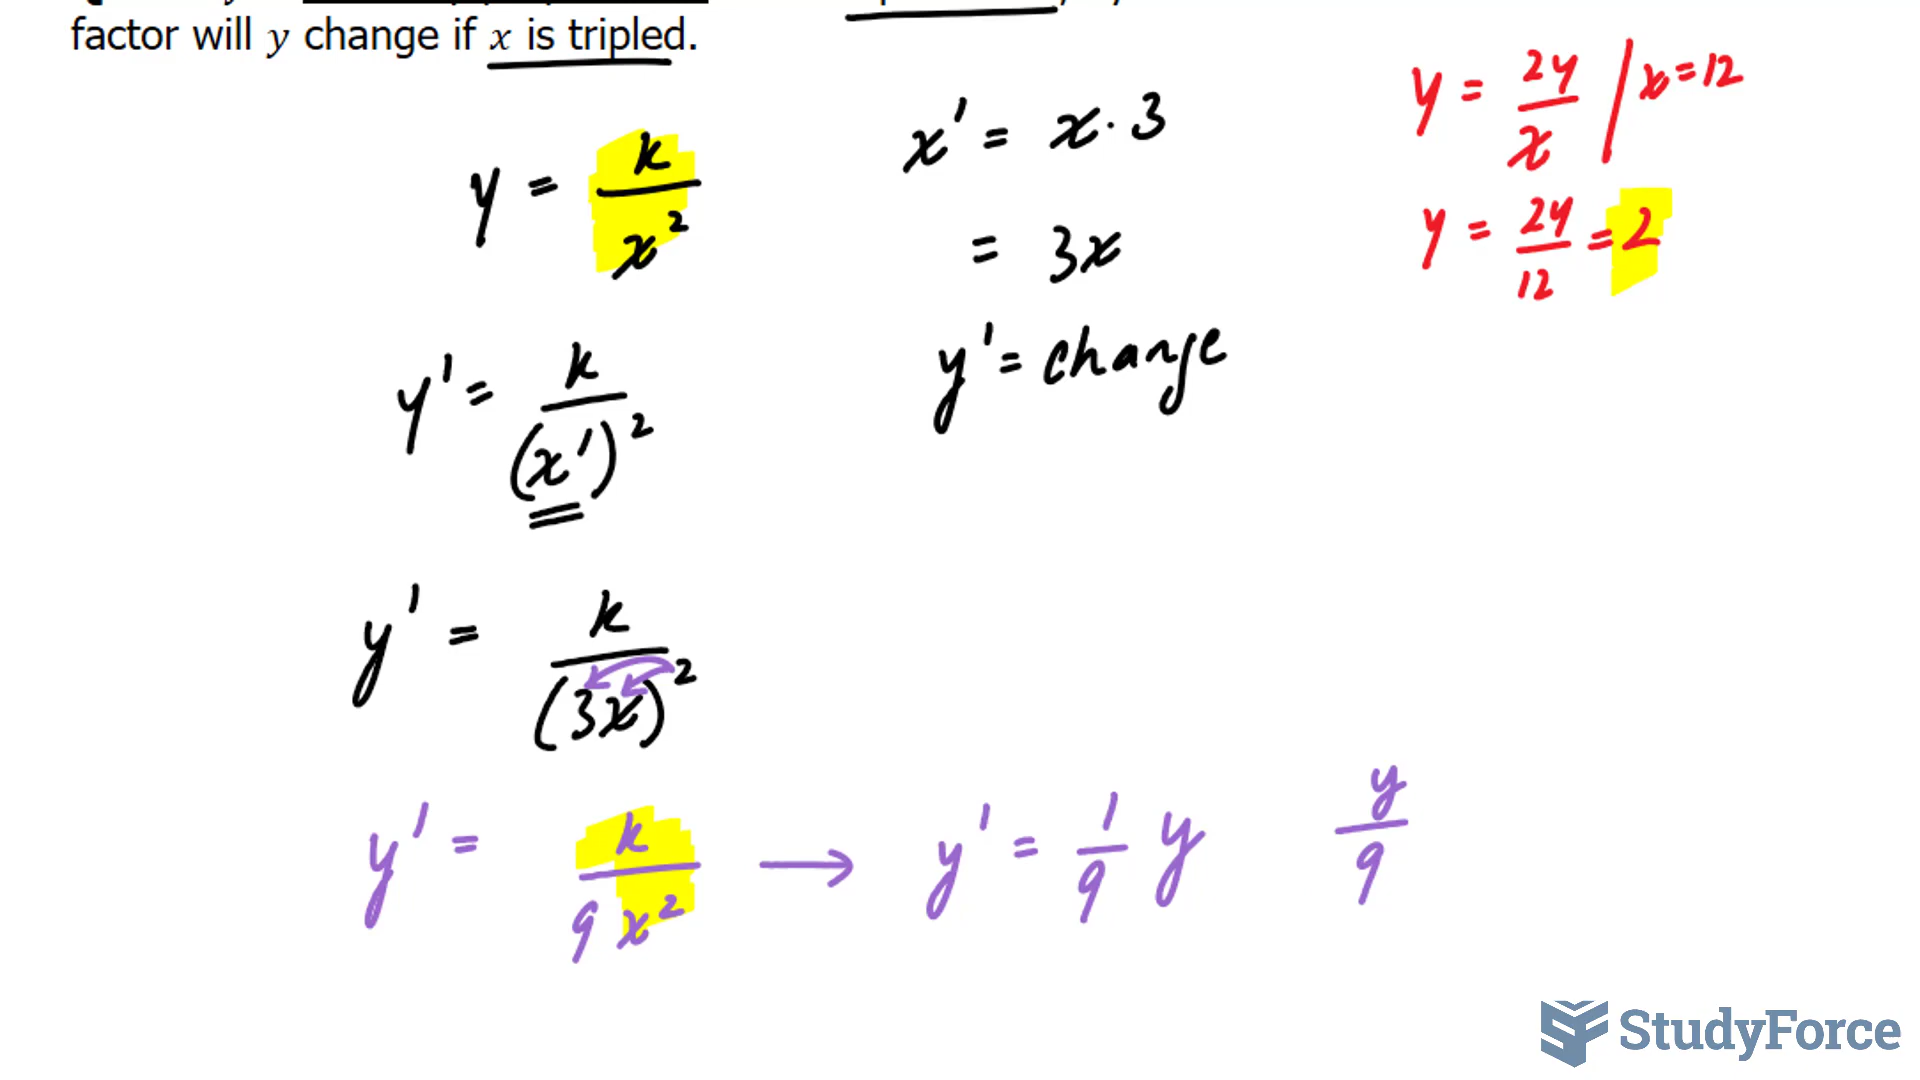 factor will y change if x is tripled.
y = k/x²
x' = x · 3
= 3x
y' = change
y = 24/x | x = 12
y = 24/12 = 2
y' = k/(x')²
y' = k/(3x)²
y' = k/9x² → y' = 1/9 y
y/9
StudyForce